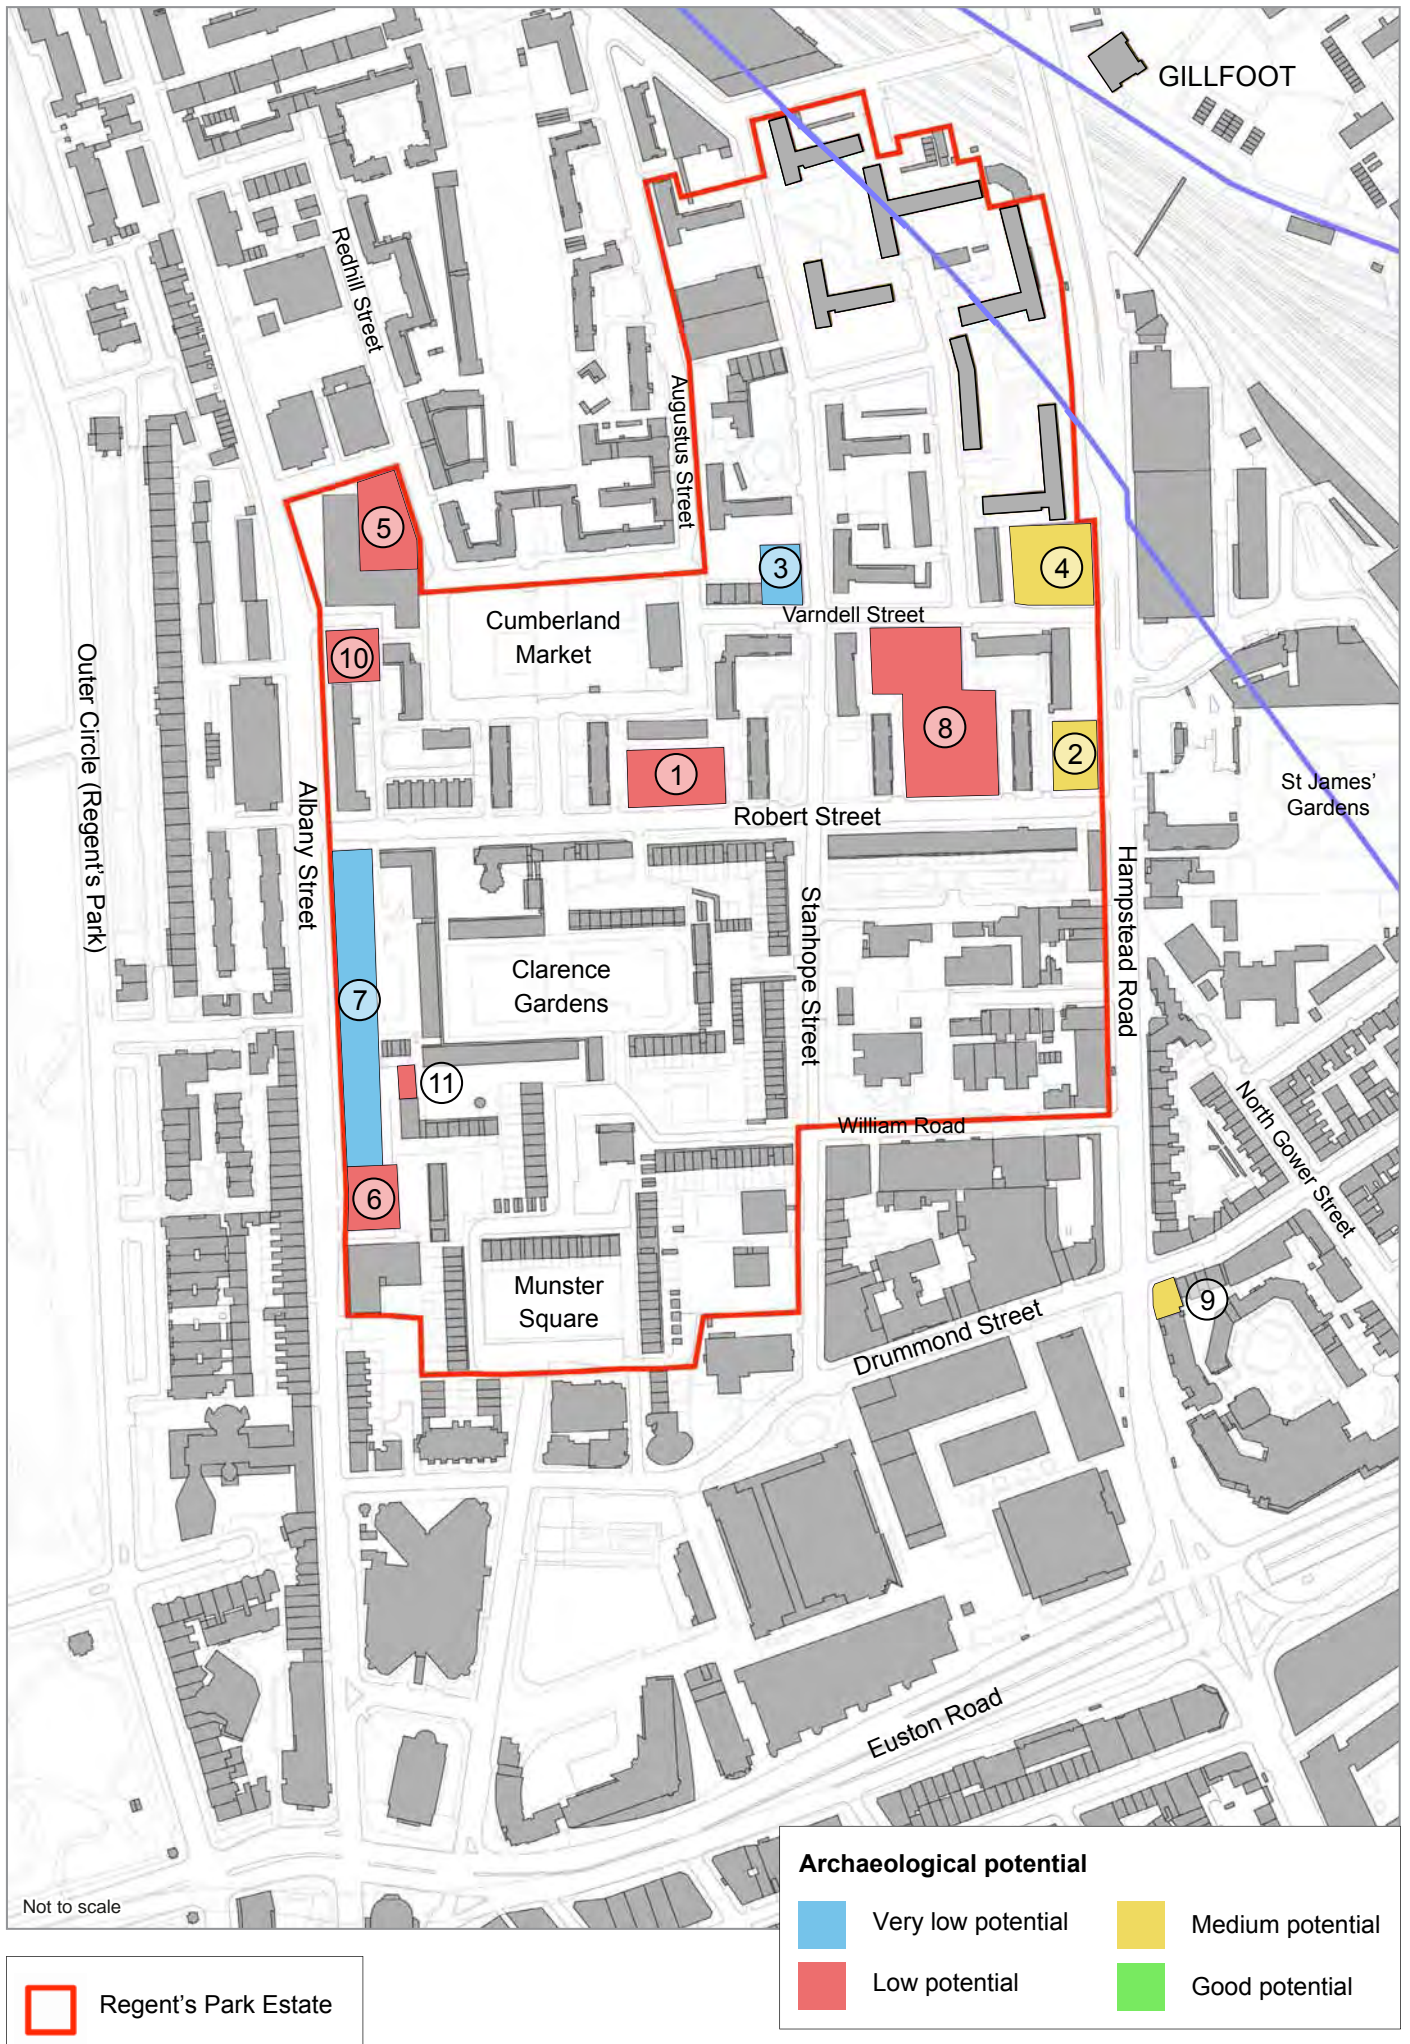 GILLFOOT
Redhill Street
Augustus Street
5
3
4
Varndell Street
Cumberland
Market
10
8
2
1
Outer Circle (Regent's Park)
Albany Street
Robert Street
St James'
Gardens
Hampstead Road
Stanhope Street
Clarence
Gardens
7
11
William Road
North Gower Street
6
Munster
Square
9
Drummond Street
Euston Road
Not to scale
Archaeological potential
Very low potential
Medium potential
Low potential
Good potential
Regent's Park Estate